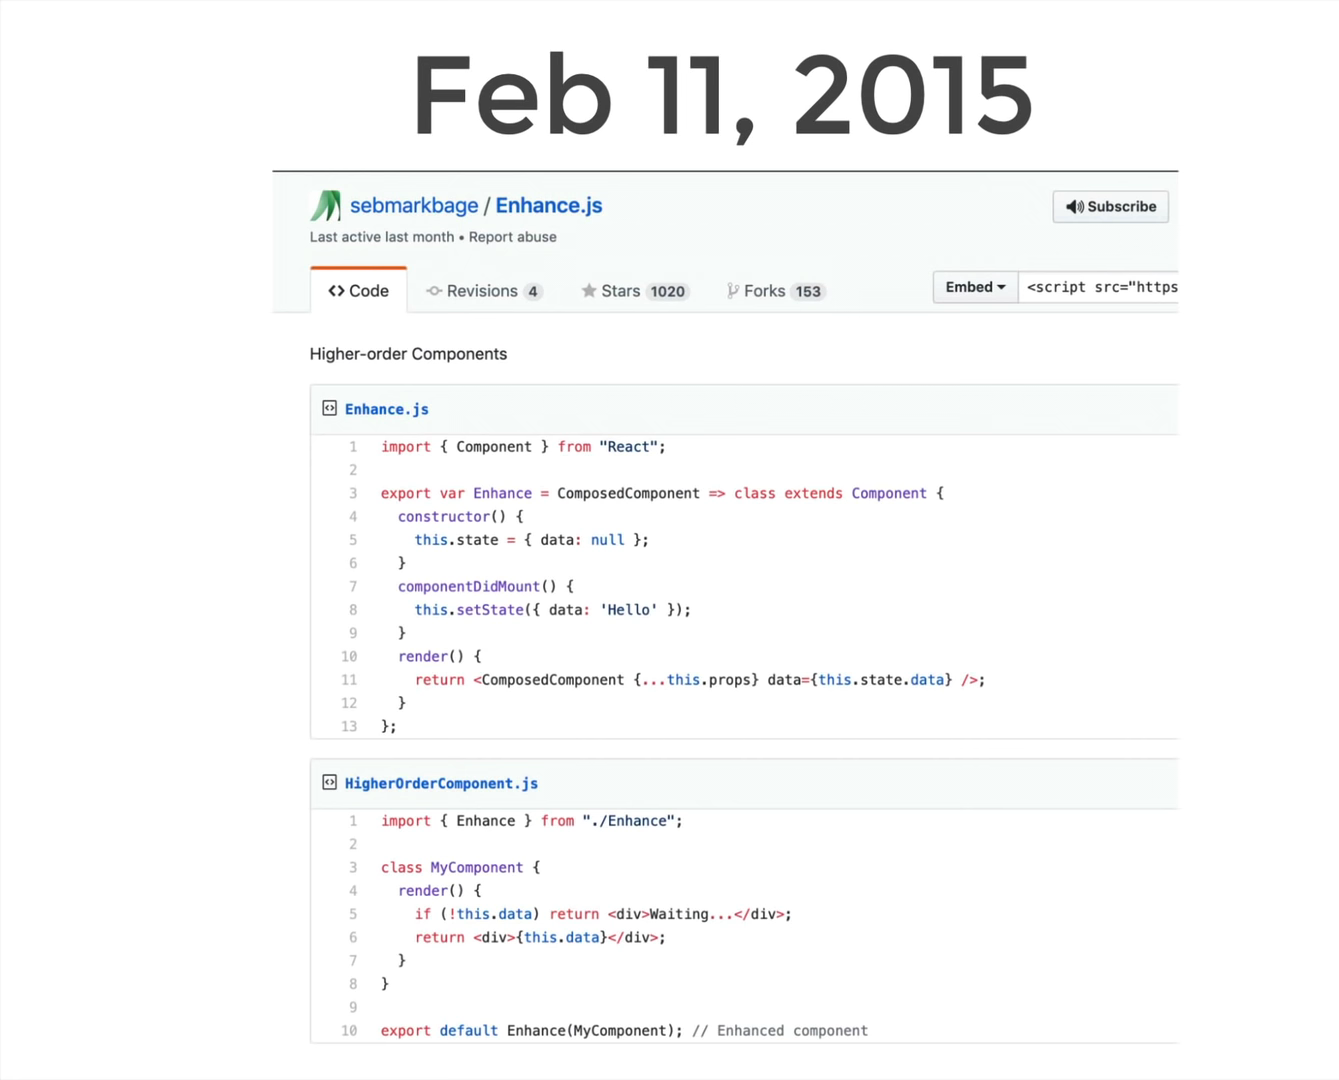 Feb 11, 2015
sebmarkbage / Enhance.js
Subscribe
Last active last month • Report abuse
<> Code
Revisions 4
Stars 1020
Forks 153
Embed
<script src="https
Higher-order Components
Enhance.js
1 import { Component } from "React";
2
3 export var Enhance = ComposedComponent => class extends Component {
4   constructor() {
5     this.state = { data: null };
6   }
7   componentDidMount() {
8     this.setState({ data: 'Hello' });
9   }
10   render() {
11     return <ComposedComponent {...this.props} data={this.state.data} />;
12   }
13 };
HigherOrderComponent.js
1 import { Enhance } from "./Enhance";
2
3 class MyComponent {
4   render() {
5     if (!this.data) return <div>Waiting...</div>;
6     return <div>{this.data}</div>;
7   }
8 }
9
10 export default Enhance(MyComponent); // Enhanced component